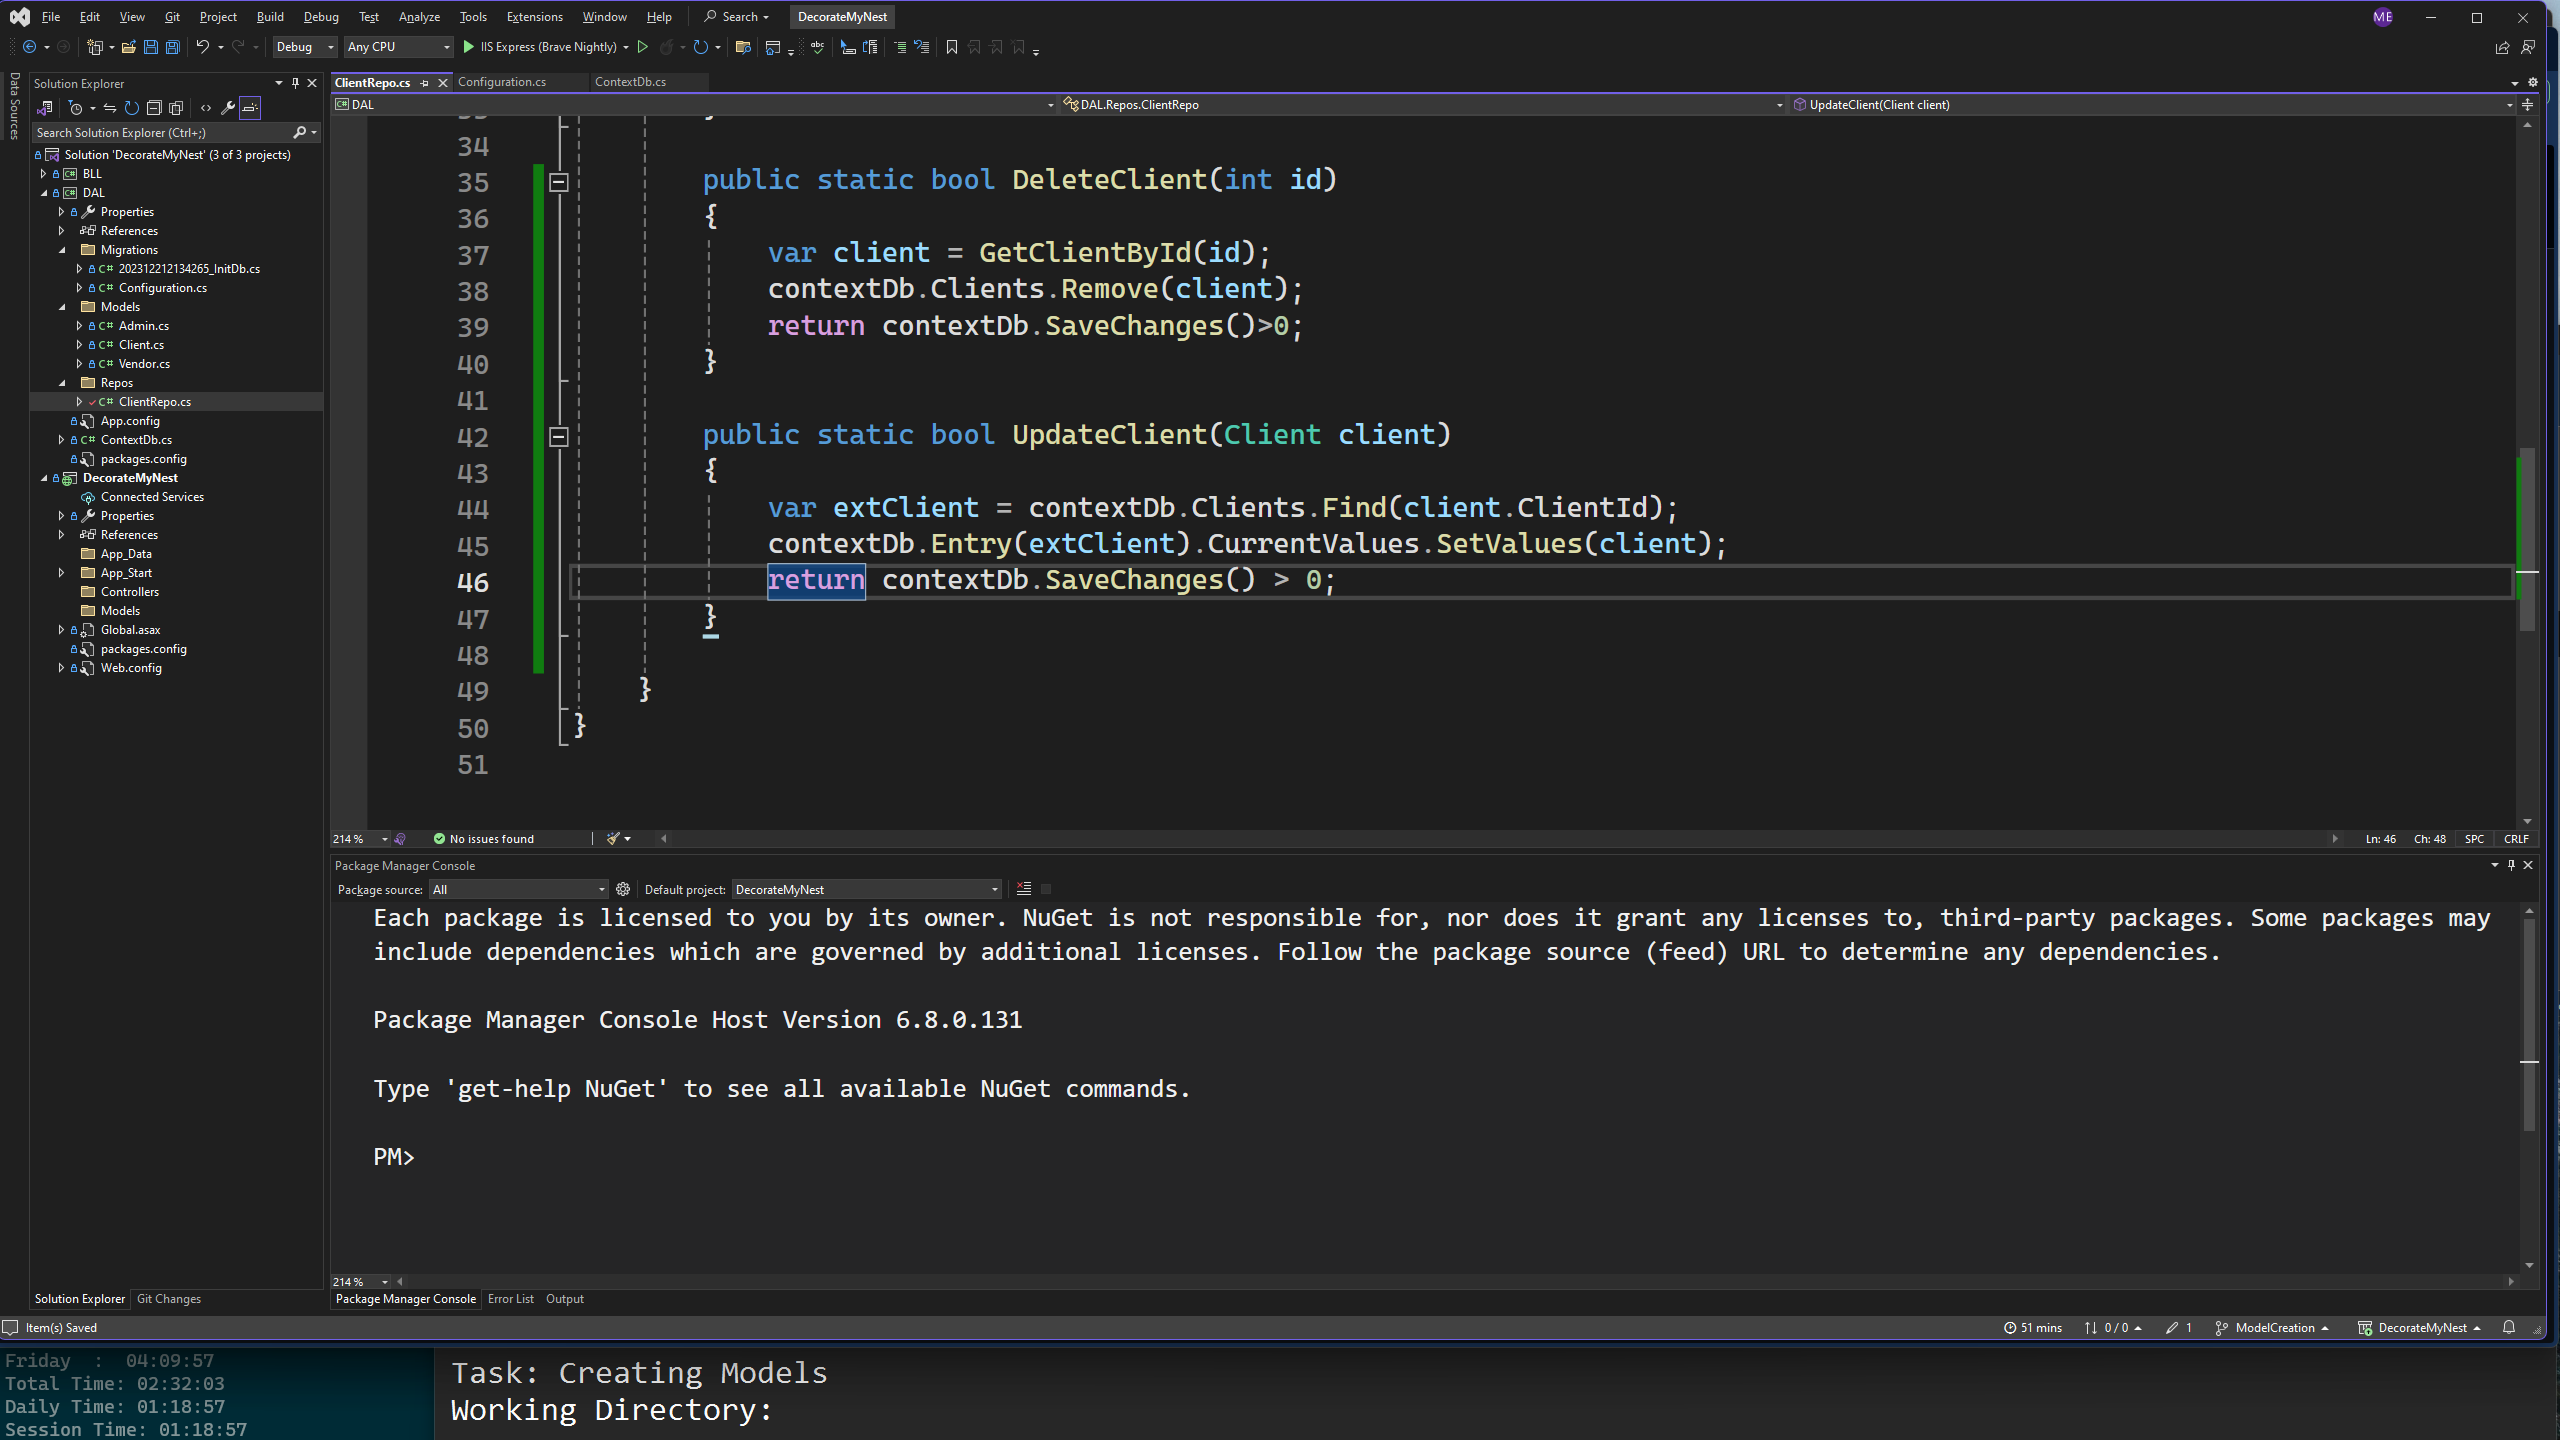 File Edit View Git Project Build Debug Test Analyze Tools Extensions Window Help Search DecorateMyNest ME
Debug Any CPU IIS Express (Brave Nightly)
Data Sources
Solution Explorer
Search Solution Explorer (Ctrl+;)
Solution 'DecorateMyNest' (3 of 3 projects)
BLL
DAL
Properties
References
Migrations
C# 202312212134265_InitDb.cs
C# Configuration.cs
Models
C# Admin.cs
C# Client.cs
C# Vendor.cs
Repos
C# ClientRepo.cs
App.config
C# ContextDb.cs
packages.config
DecorateMyNest
Connected Services
Properties
References
App_Data
App_Start
Controllers
Models
Global.asax
packages.config
Web.config
Solution Explorer Git Changes
ClientRepo.cs Configuration.cs ContextDb.cs
DAL DAL.Repos.ClientRepo UpdateClient(Client client)
34
35 public static bool DeleteClient(int id)
36 {
37 var client = GetClientById(id);
38 contextDb.Clients.Remove(client);
39 return contextDb.SaveChanges()>0;
40 }
41
42 public static bool UpdateClient(Client client)
43 {
44 var extClient = contextDb.Clients.Find(client.ClientId);
45 contextDb.Entry(extClient).CurrentValues.SetValues(client);
46 return contextDb.SaveChanges() > 0;
47 }
48
49 }
50 }
51
214 % No issues found Ln: 46 Ch: 48 SPC CRLF
Package Manager Console
Package source: All Default project: DecorateMyNest
Each package is licensed to you by its owner. NuGet is not responsible for, nor does it grant any licenses to, third-party packages. Some packages may
include dependencies which are governed by additional licenses. Follow the package source (feed) URL to determine any dependencies.
Package Manager Console Host Version 6.8.0.131
Type 'get-help NuGet' to see all available NuGet commands.
PM>
214 %
Package Manager Console Error List Output
Item(s) Saved 51 mins 0 / 0 1 ModelCreation DecorateMyNest
Friday : 04:09:57
Total Time: 02:32:03
Daily Time: 01:18:57
Session Time: 01:18:57
Task: Creating Models
Working Directory: